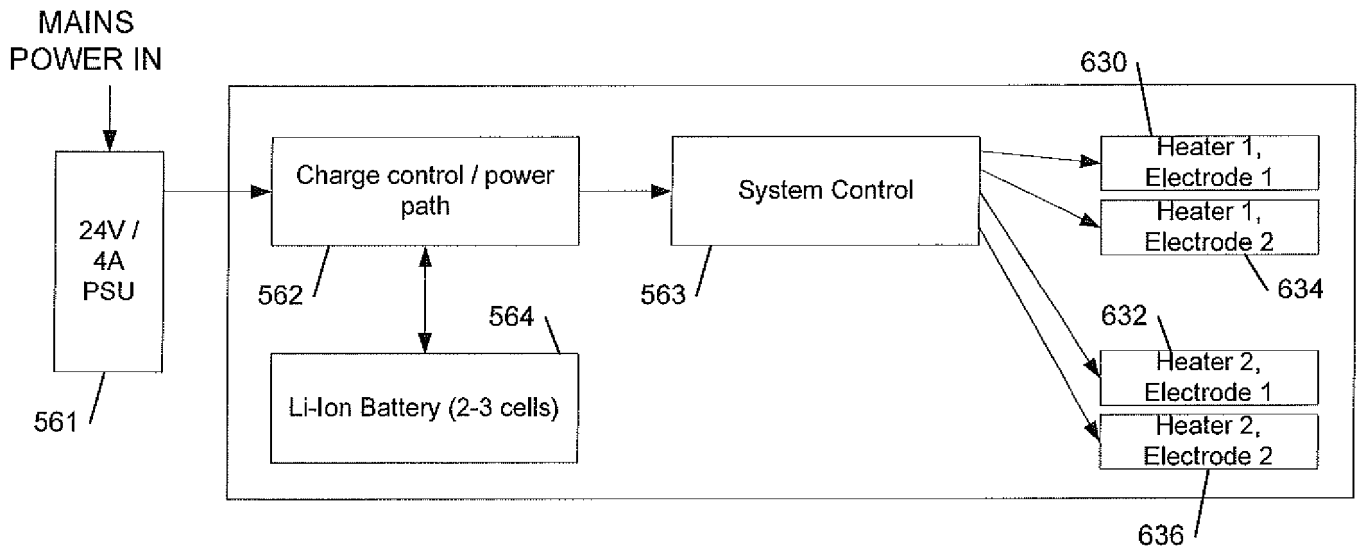 MAINS
POWER IN
24V /
4A
PSU
561
Charge control / power
path
562
564
Li-Ion Battery (2-3 cells)
System Control
563
630
Heater 1,
Electrode 1
Heater 1,
Electrode 2
634
632
Heater 2,
Electrode 1
Heater 2,
Electrode 2
636